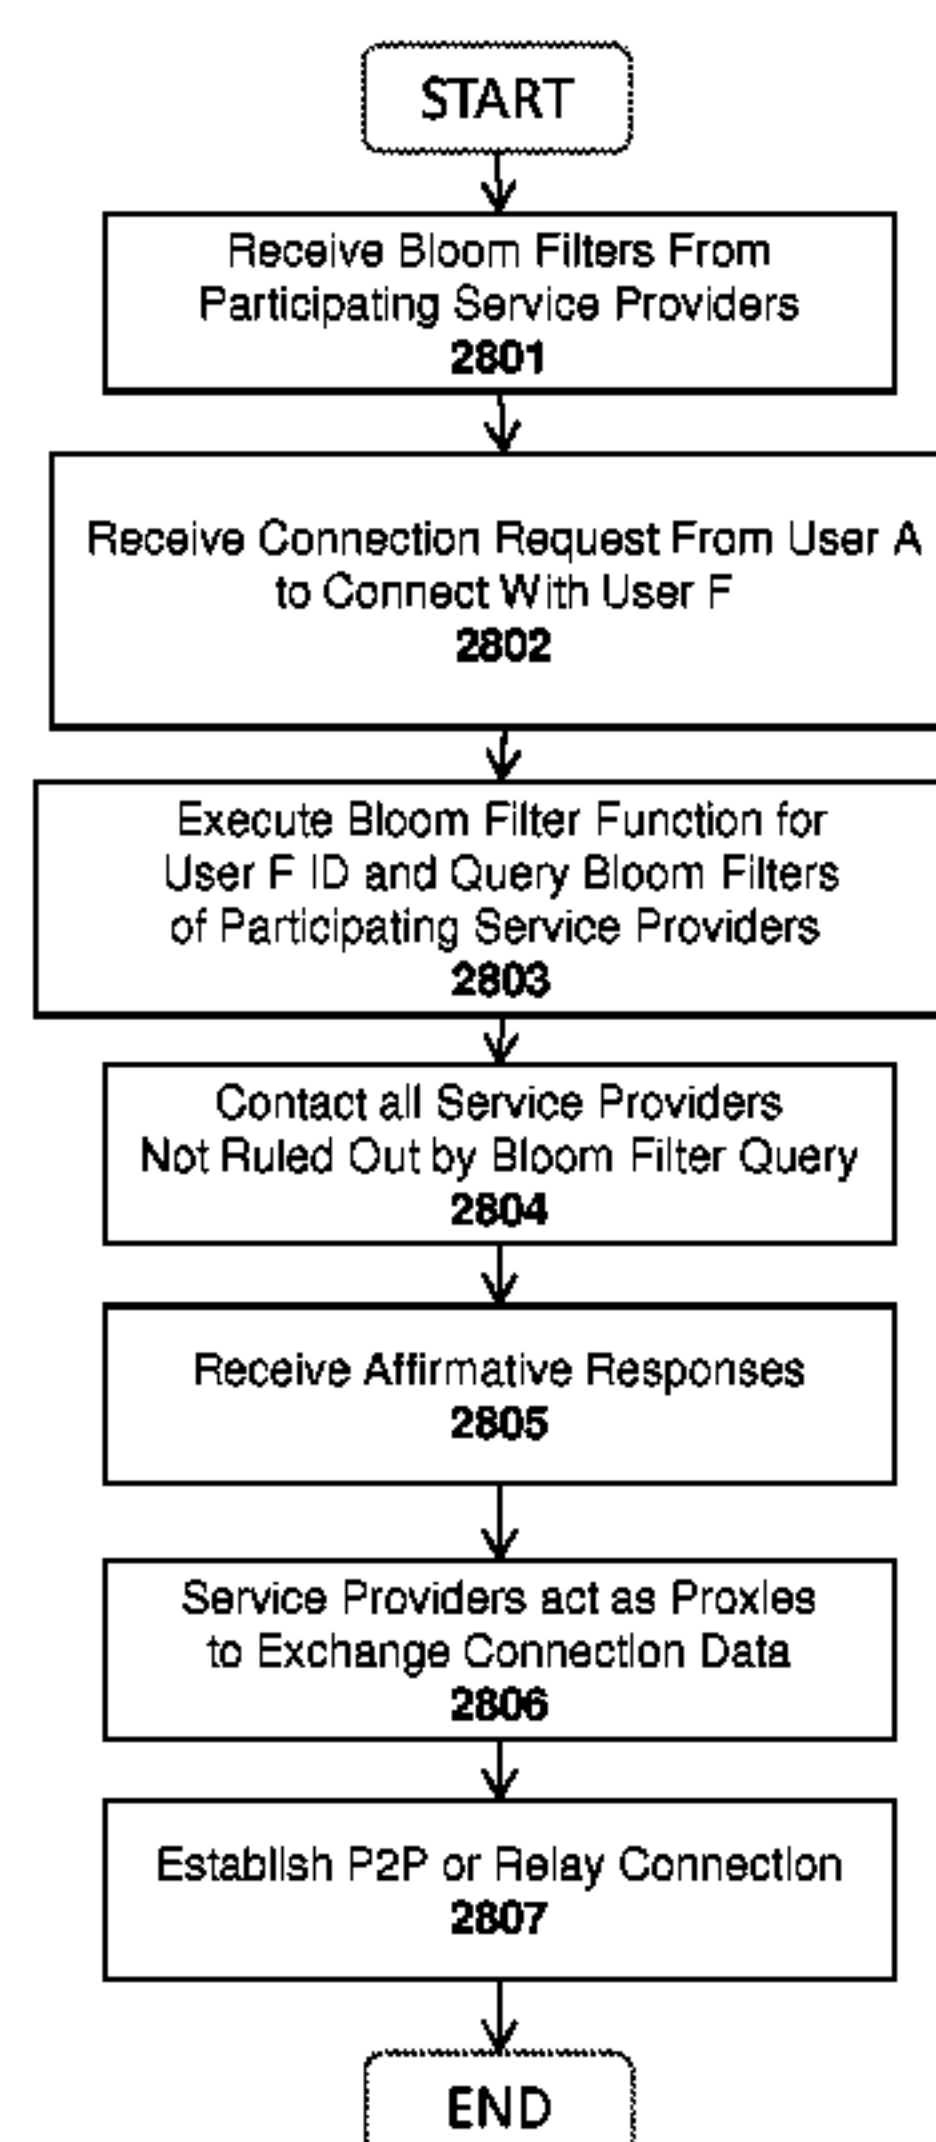 START
Receive Bloom Filters From
Participating Service Providers
2801
Receive Connection Request From User A
to Connect With User F
2802
Execute Bloom Filter Function for
User F ID and Query Bloom Filters
of Participating Service Providers
2803
Contact all Service Providers
Not Ruled Out by Bloom Filter Query
2804
Receive Affirmative Responses
2805
Service Providers act as Proxies
to Exchange Connection Data
2806
Establish P2P or Relay Connection
2807
END